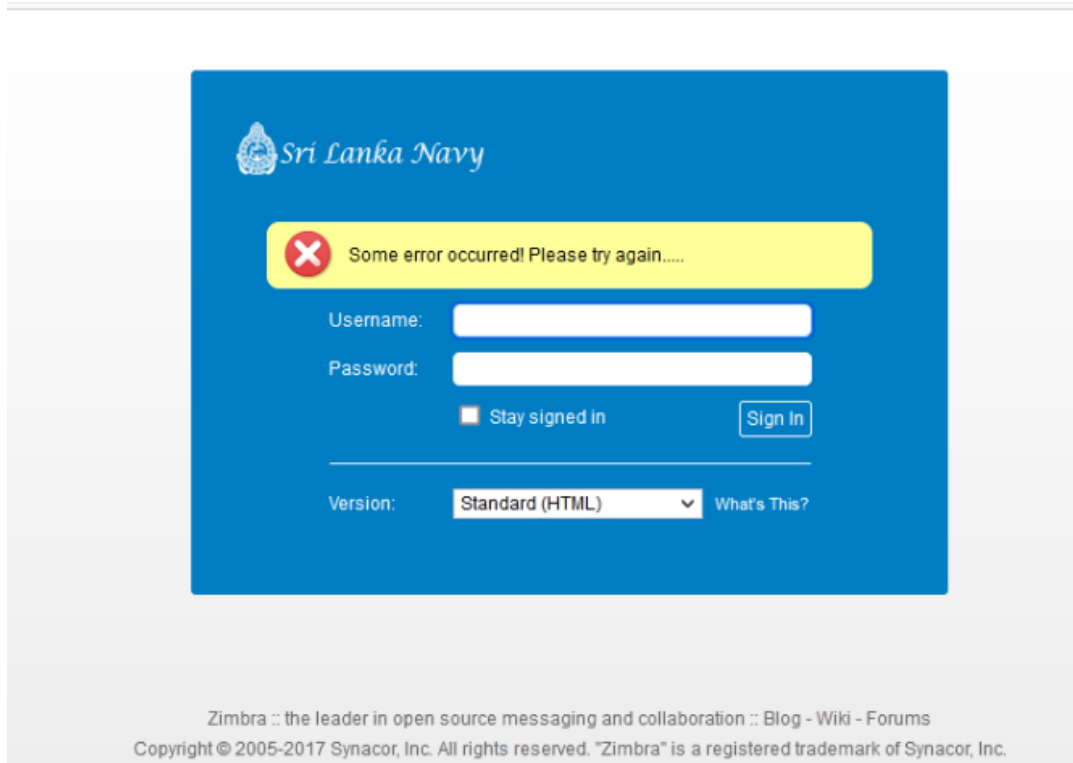 Sri Lanka Navy
Some error occurred! Please try again.....
Username:
Password:
Stay signed in
Sign In
Version:
Standard (HTML)
What's This?
Zimbra :: the leader in open source messaging and collaboration :: Blog - Wiki - Forums
Copyright © 2005-2017 Synacor, Inc. All rights reserved. "Zimbra" is a registered trademark of Synacor, Inc.